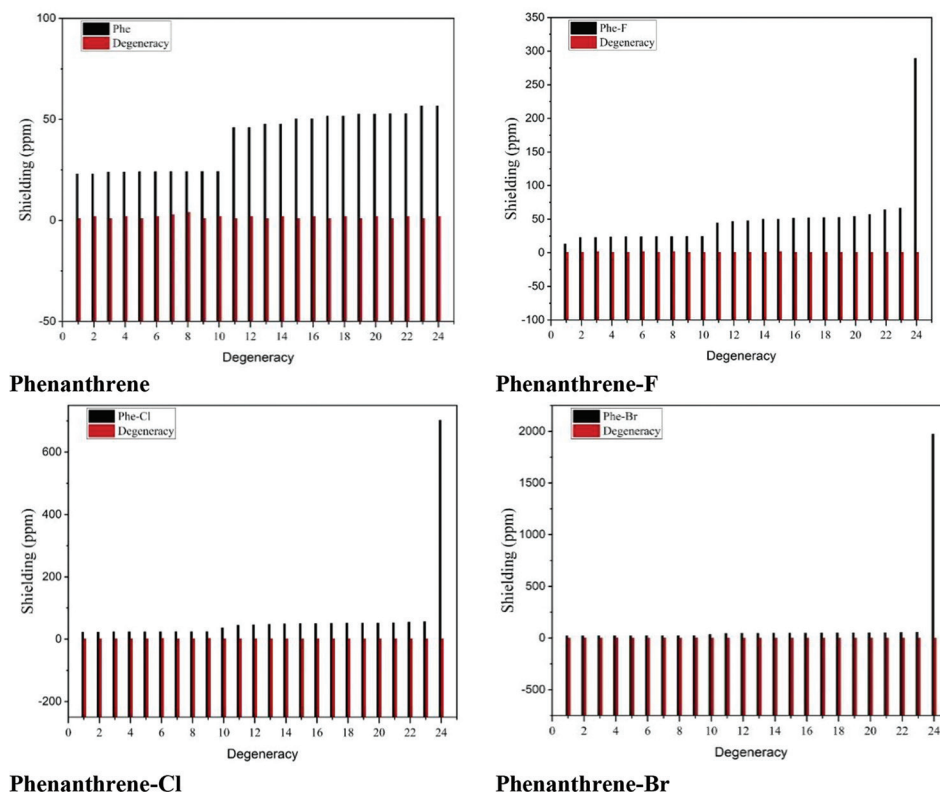 100
50
0
-50
Shielding (ppm)
Phe
Degeneracy
0 2 4 6 8 10 12 14 16 18 20 22 24
Degeneracy
Phenanthrene
350
300
250
200
150
100
50
0
-50
-100
Shielding (ppm)
Phe-F
Degeneracy
0 2 4 6 8 10 12 14 16 18 20 22 24
Degeneracy
Phenanthrene-F
600
400
200
0
-200
Shielding (ppm)
Phe-Cl
Degeneracy
0 2 4 6 8 10 12 14 16 18 20 22 24
Degeneracy
Phenanthrene-Cl
2000
1500
1000
500
0
-500
Shielding (ppm)
Phe-Br
Degeneracy
0 2 4 6 8 10 12 14 16 18 20 22 24
Degeneracy
Phenanthrene-Br